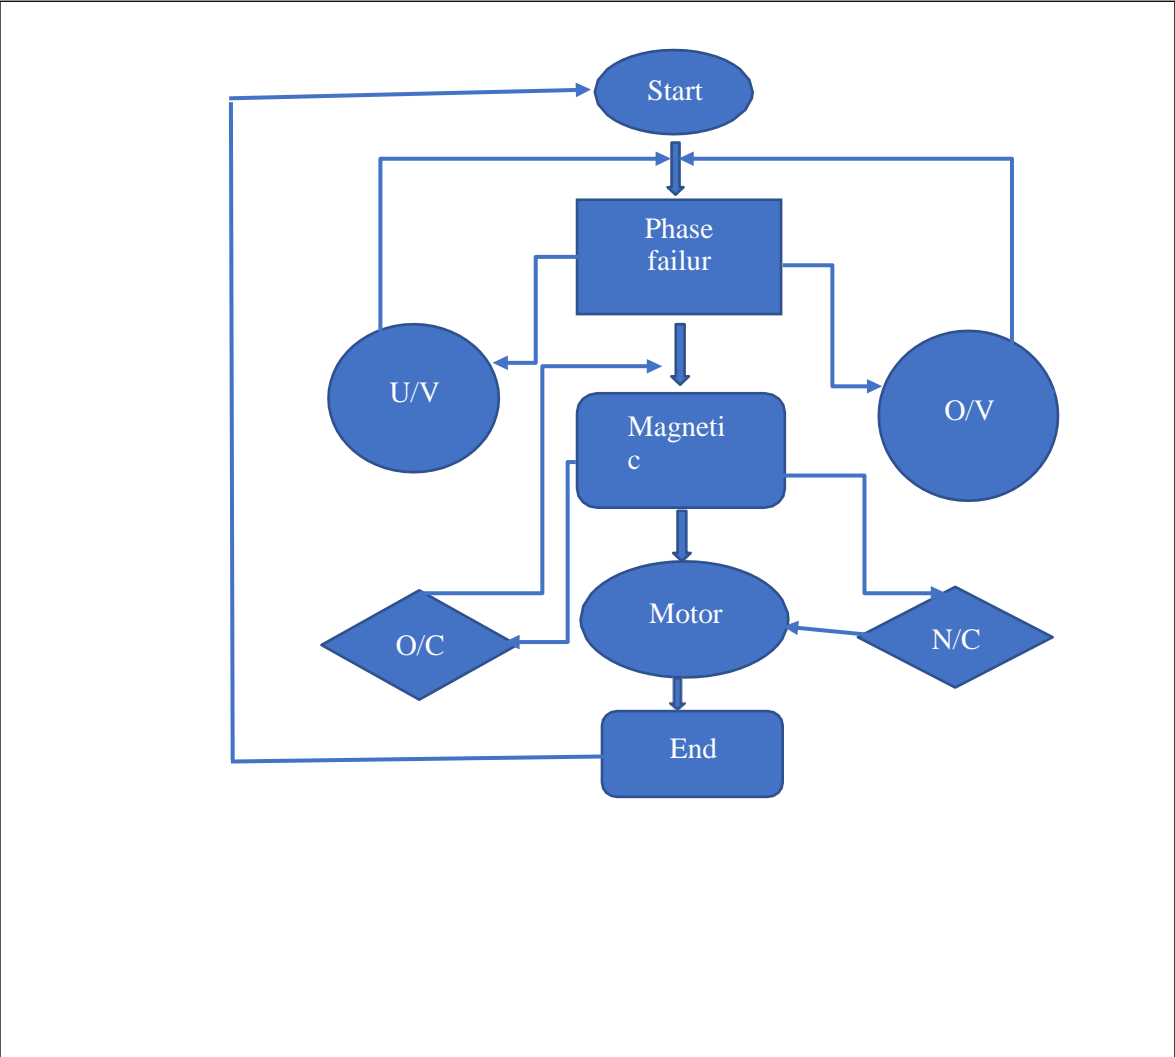 Start
Phase
failur
U/V
O/V
Magneti
c
Motor
O/C
N/C
End